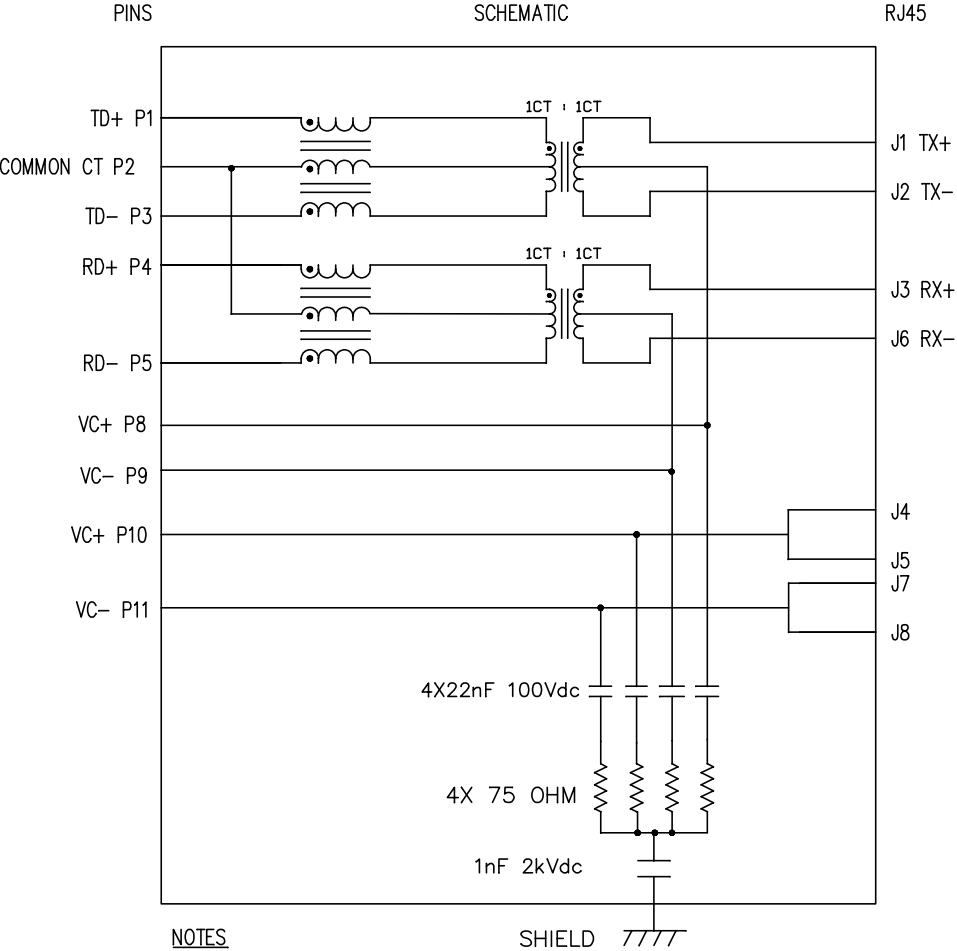 PINS SCHEMATIC RJ45
1CT : 1CT
TD+ P1
J1 TX+
COMMON CT P2
J2 TX-
TD- P3
1CT : 1CT
RD+ P4
J3 RX+
J6 RX-
RD- P5
VC+ P8
VC- P9
J4
VC+ P10
J5
J7
VC- P11
J8
4X22nF 100Vdc
4X 75 OHM
1nF 2kVdc
NOTES
SHIELD